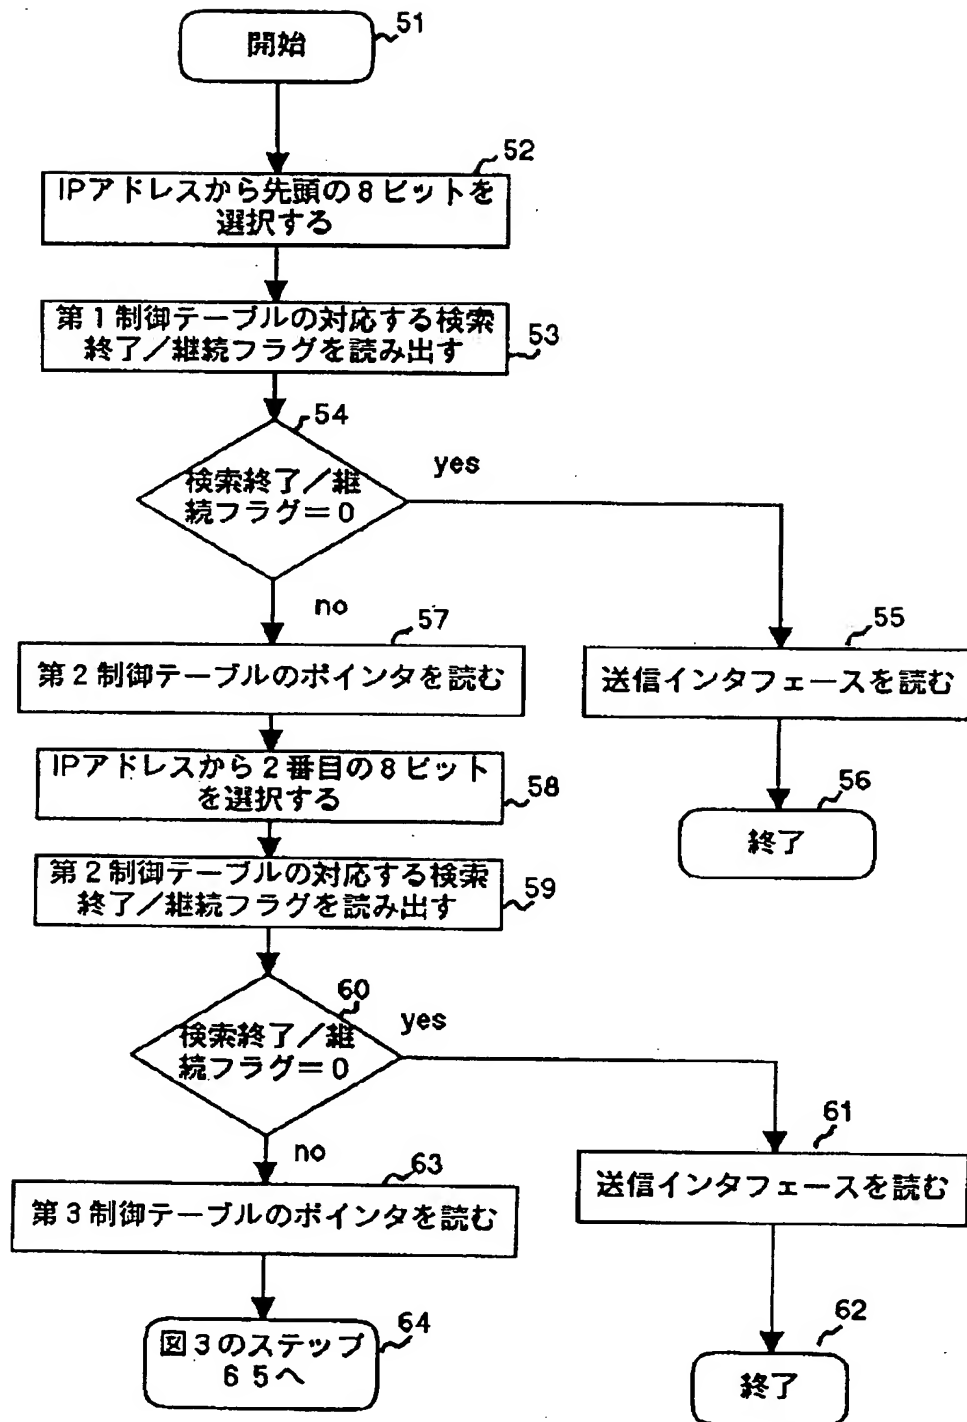 開始
51
52
IPアドレスから先頭の8ビットを
選択する
第1制御テーブルの対応する検索
終了/継続フラグを読み出す
53
54
検索終了/継
続フラグ=0
yes
no
57
第2制御テーブルのポインタを読む
55
送信インタフェースを読む
IPアドレスから2番目の8ビット
を選択する
58
56
終了
第2制御テーブルの対応する検索
終了/継続フラグを読み出す
59
60
検索終了/継
続フラグ=0
yes
no
61
送信インタフェースを読む
63
第3制御テーブルのポインタを読む
図3のステップ
65へ
64
62
終了